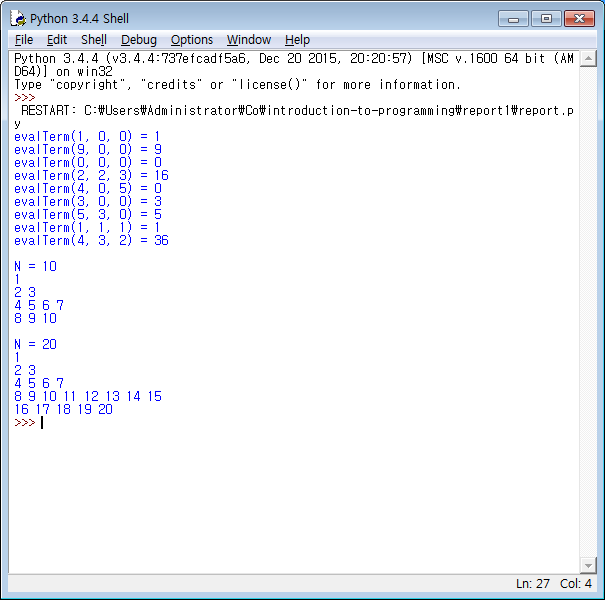 Python 3.4.4 Shell
File Edit Shell Debug Options Window Help
Python 3.4.4 (v3.4.4:737efcadf5a6, Dec 20 2015, 20:20:57) [MSC v.1600 64 bit (AM
D64)] on win32
Type "copyright", "credits" or "license()" for more information.
>>>
RESTART: C:₩Users₩Administrator₩Co₩introduction-to-programming₩report1₩report.p
y
evalTerm(1, 0, 0) = 1
evalTerm(9, 0, 0) = 9
evalTerm(0, 0, 0) = 0
evalTerm(2, 2, 3) = 16
evalTerm(4, 0, 5) = 0
evalTerm(3, 0, 0) = 3
evalTerm(5, 3, 0) = 5
evalTerm(1, 1, 1) = 1
evalTerm(4, 3, 2) = 36
N = 10
1
2 3
4 5 6 7
8 9 10
N = 20
1
2 3
4 5 6 7
8 9 10 11 12 13 14 15
16 17 18 19 20
>>>
Ln: 27 Col: 4